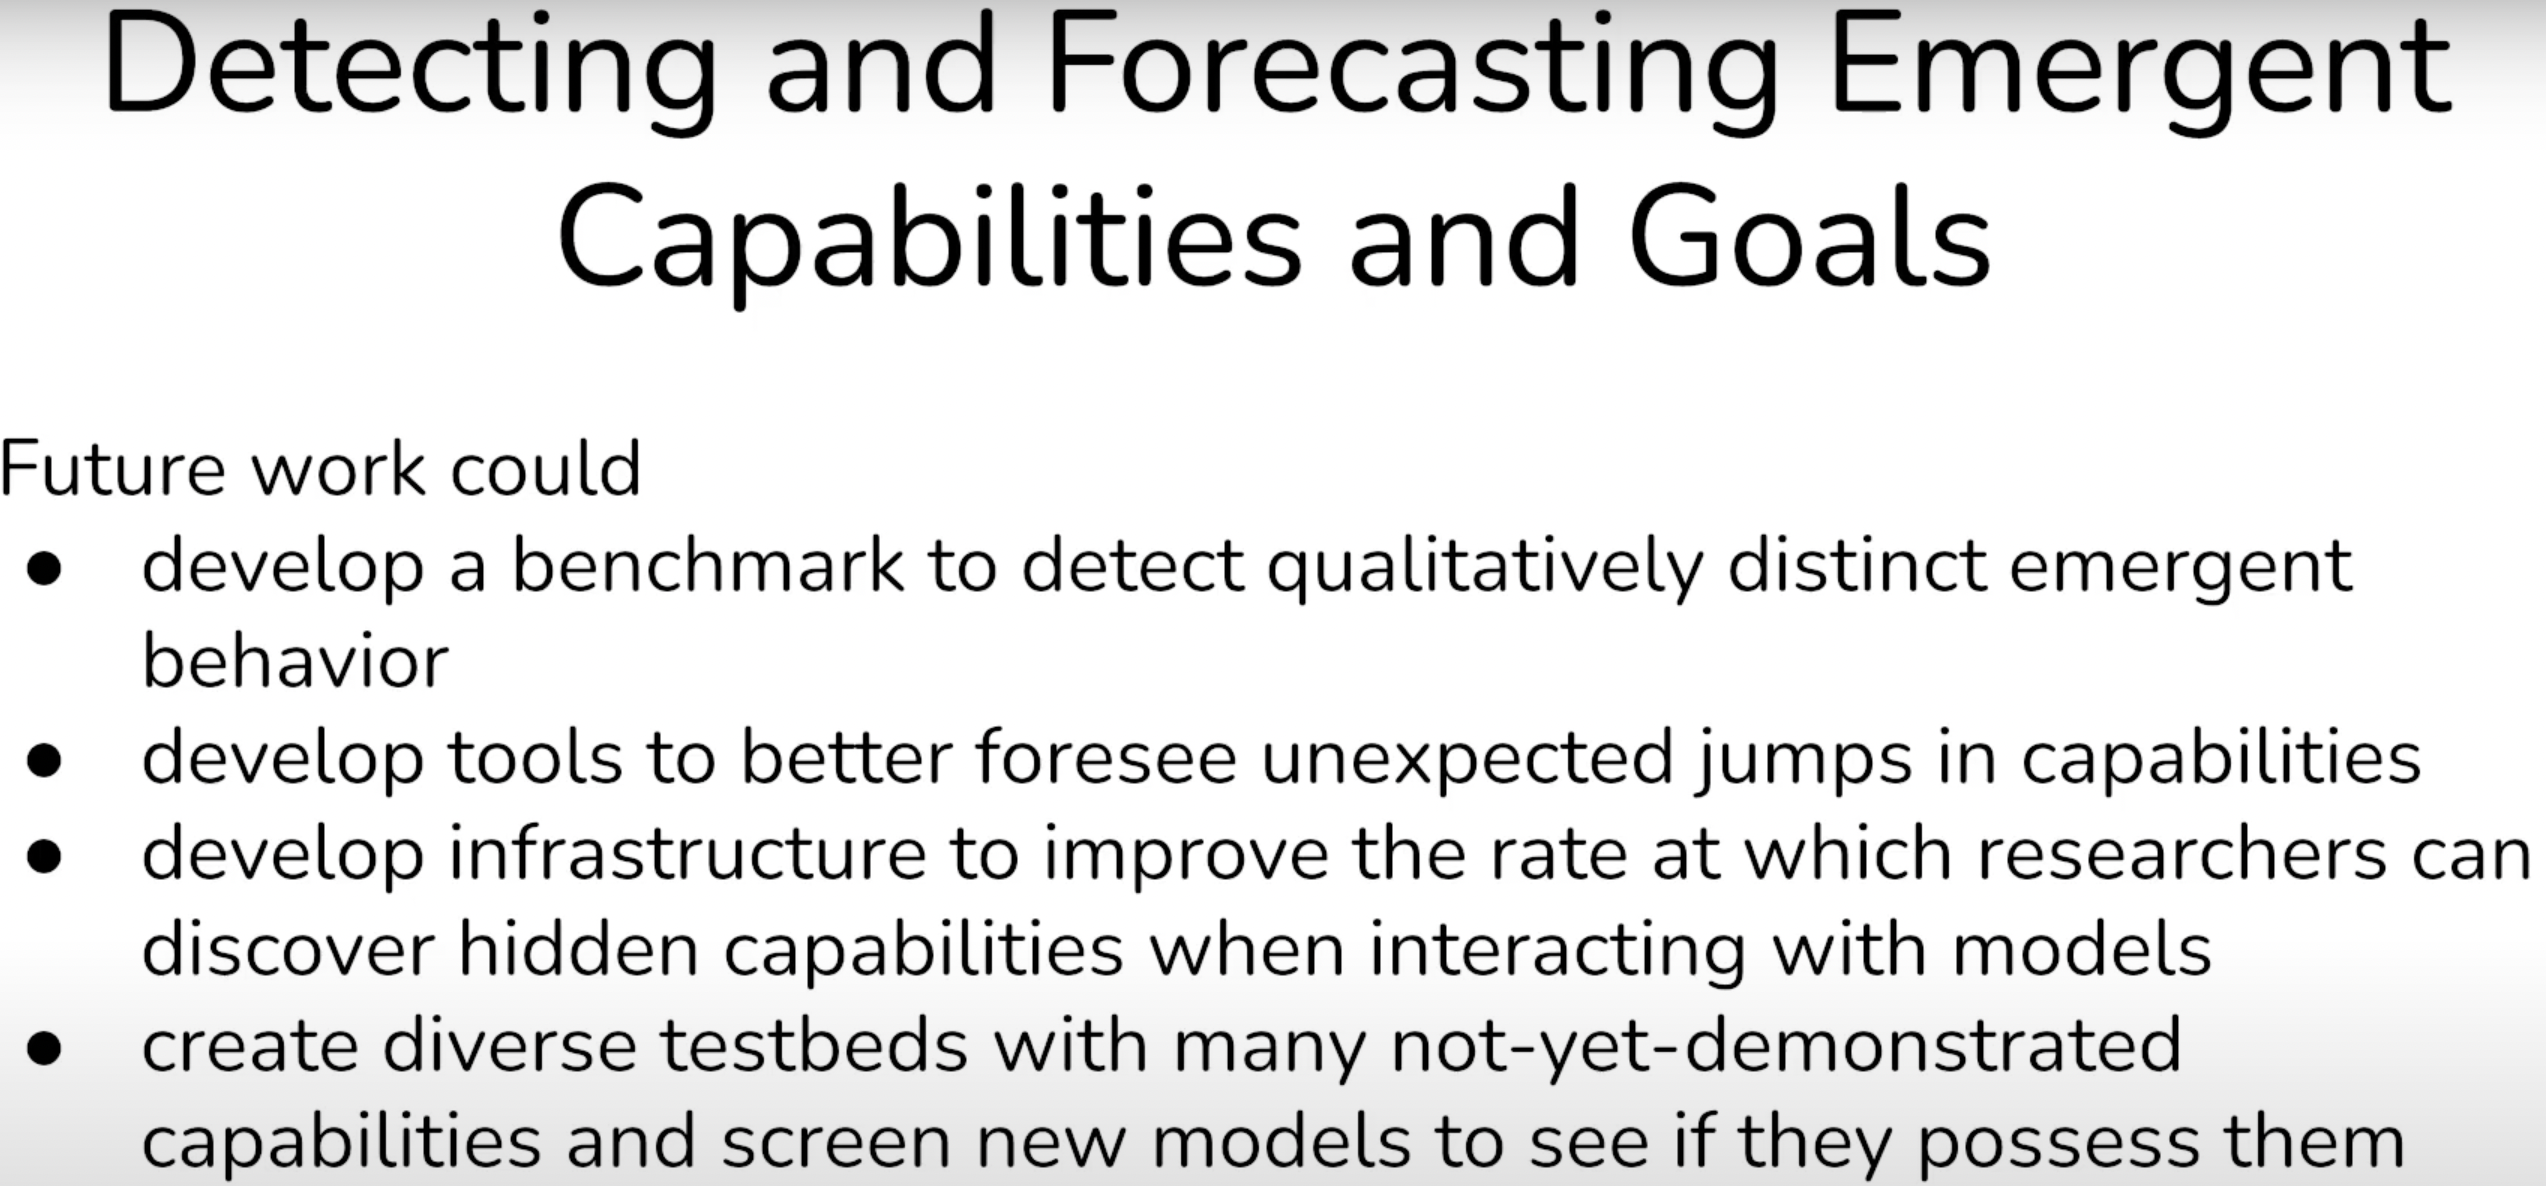 Detecting and Forecasting Emergent
Capabilities and Goals
Future work could
● develop a benchmark to detect qualitatively distinct emergent
behavior
● develop tools to better foresee unexpected jumps in capabilities
● develop infrastructure to improve the rate at which researchers can
discover hidden capabilities when interacting with models
● create diverse testbeds with many not-yet-demonstrated
capabilities and screen new models to see if they possess them